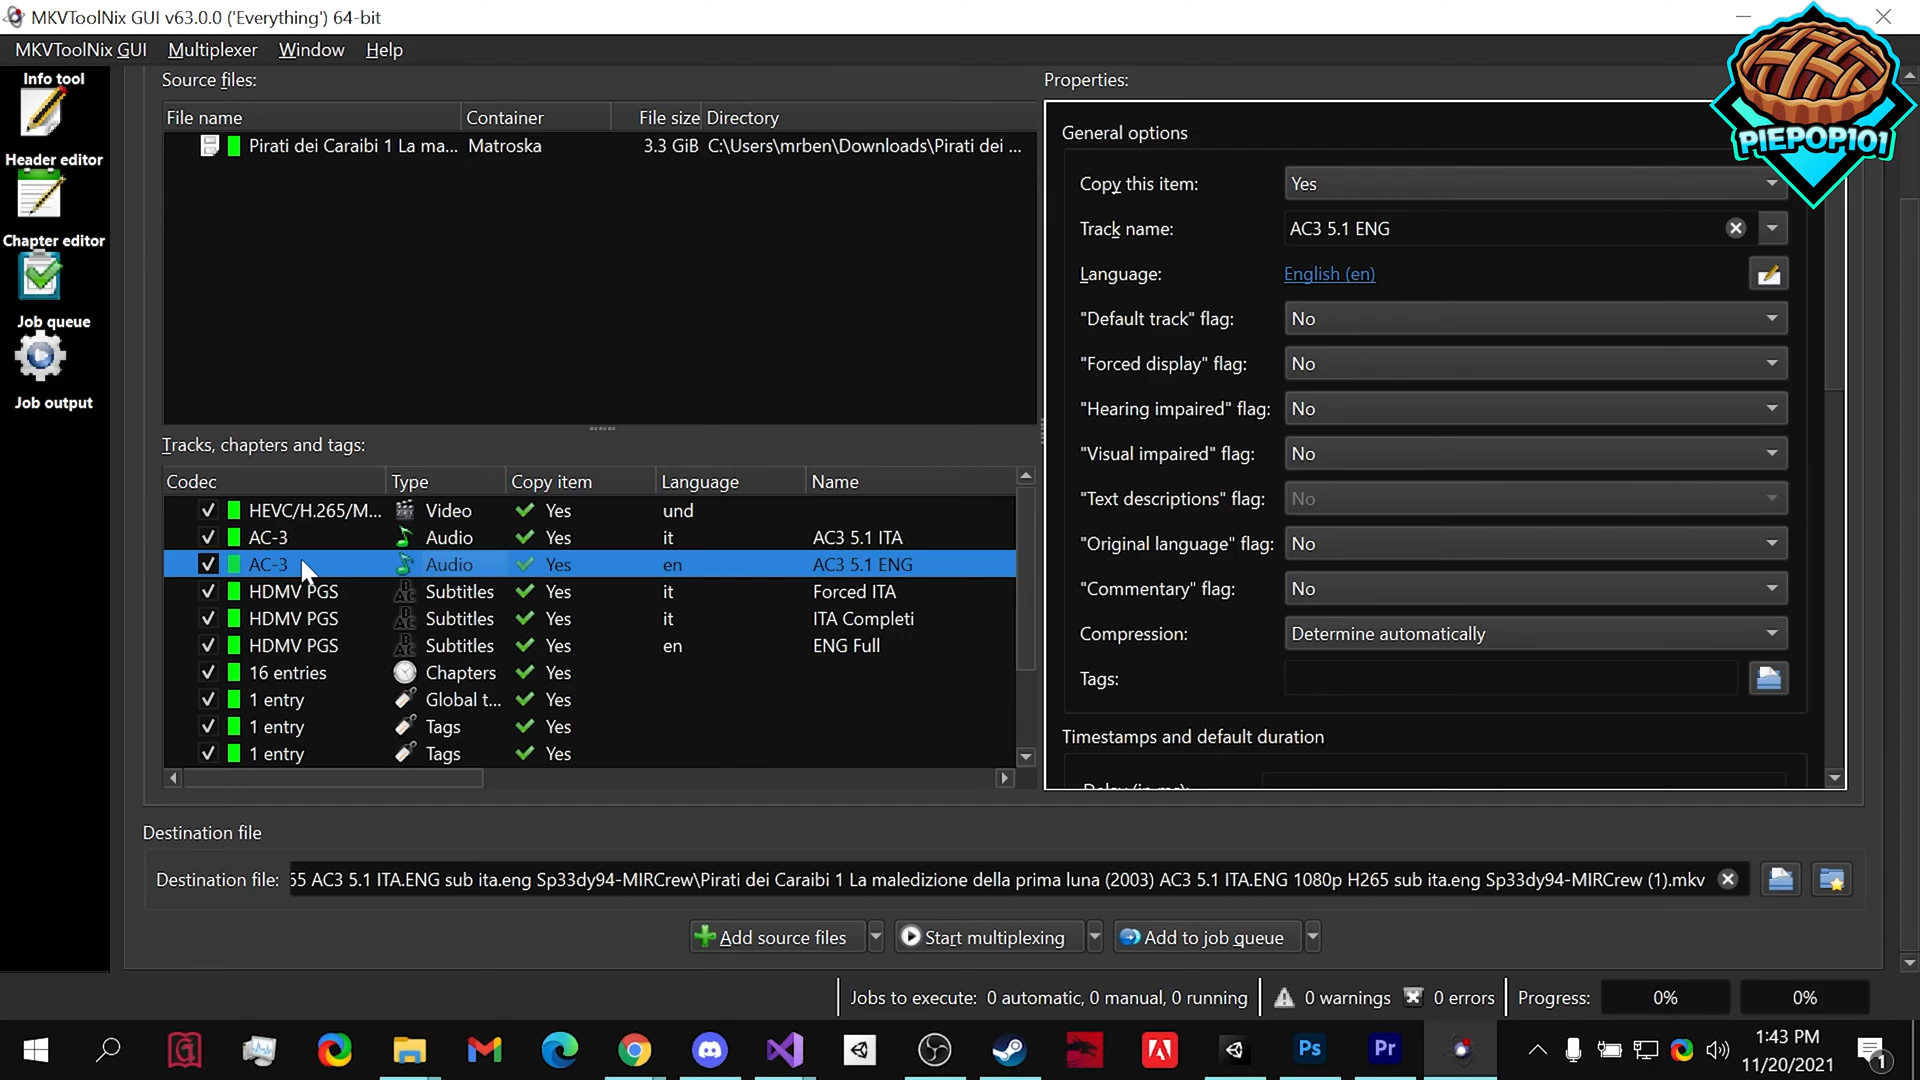 MKVToolNix GUI v63.0.0 ('Everything') 64-bit
MKVToolNix GUI Multiplexer Window Help
PIEPOP101
Info tool
Header editor
Chapter editor
Job queue
Job output
Source files:
File name Container File size Directory
Pirati dei Caraibi 1 La ma... Matroska 3.3 GiB C:\Users\mrben\Downloads\Pirati dei ...
Tracks, chapters and tags:
Codec Type Copy item Language Name
HEVC/H.265/M... Video Yes und
AC-3 Audio Yes it AC3 5.1 ITA
AC-3 Audio Yes en AC3 5.1 ENG
HDMV PGS Subtitles Yes it Forced ITA
HDMV PGS Subtitles Yes it ITA Completi
HDMV PGS Subtitles Yes en ENG Full
16 entries Chapters Yes
1 entry Global t... Yes
1 entry Tags Yes
1 entry Tags Yes
Properties:
General options
Copy this item: Yes
Track name: AC3 5.1 ENG
Language: English (en)
"Default track" flag: No
"Forced display" flag: No
"Hearing impaired" flag: No
"Visual impaired" flag: No
"Text descriptions" flag: No
"Original language" flag: No
"Commentary" flag: No
Compression: Determine automatically
Tags:
Timestamps and default duration
Delay (in ms):
Destination file
Destination file: 55 AC3 5.1 ITA.ENG sub ita.eng Sp33dy94-MIRCrew\Pirati dei Caraibi 1 La maledizione della prima luna (2003) AC3 5.1 ITA.ENG 1080p H265 sub ita.eng Sp33dy94-MIRCrew (1).mkv
Add source files Start multiplexing Add to job queue
Jobs to execute: 0 automatic, 0 manual, 0 running 0 warnings 0 errors Progress: 0% 0%
Ps Pr
1:43 PM
11/20/2021
1